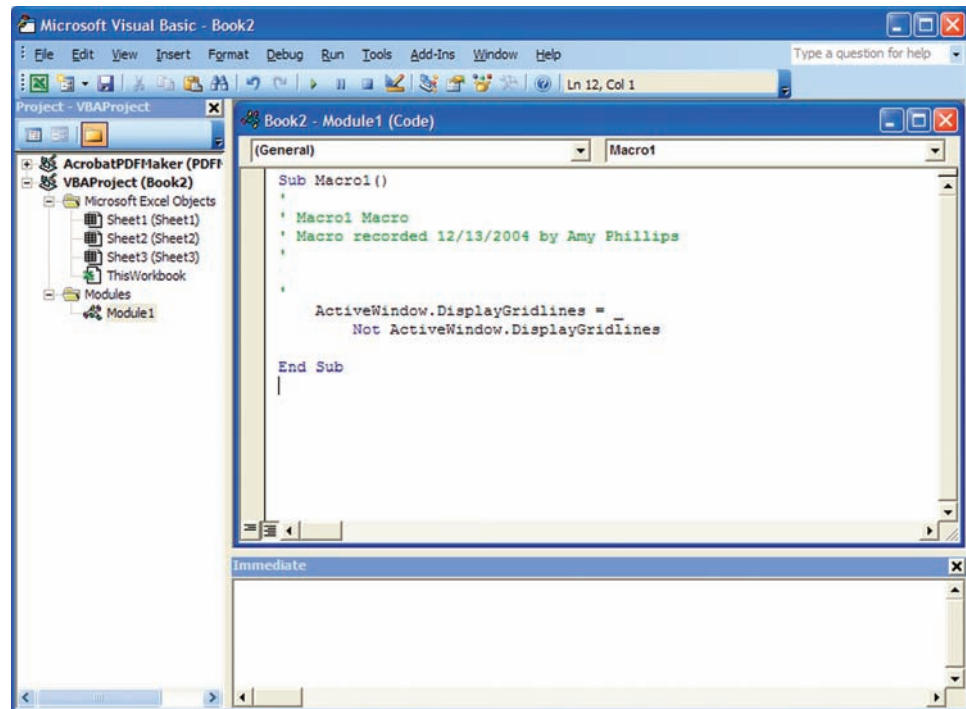 Microsoft Visual Basic - Book2
File Edit View Insert Format Debug Run Tools Add-Ins Window Help Type a question for help
Ln 12, Col 1
Project - VBAProject
AcrobatPDFMaker (PDFM
VBAProject (Book2)
Microsoft Excel Objects
Sheet1 (Sheet1)
Sheet2 (Sheet2)
Sheet3 (Sheet3)
ThisWorkbook
Modules
Module1
Book2 - Module1 (Code)
(General) Macro1
Sub Macro1()
'
' Macro1 Macro
' Macro recorded 12/13/2004 by Amy Phillips
'
'
ActiveWindow.DisplayGridlines = _
Not ActiveWindow.DisplayGridlines
End Sub
Immediate